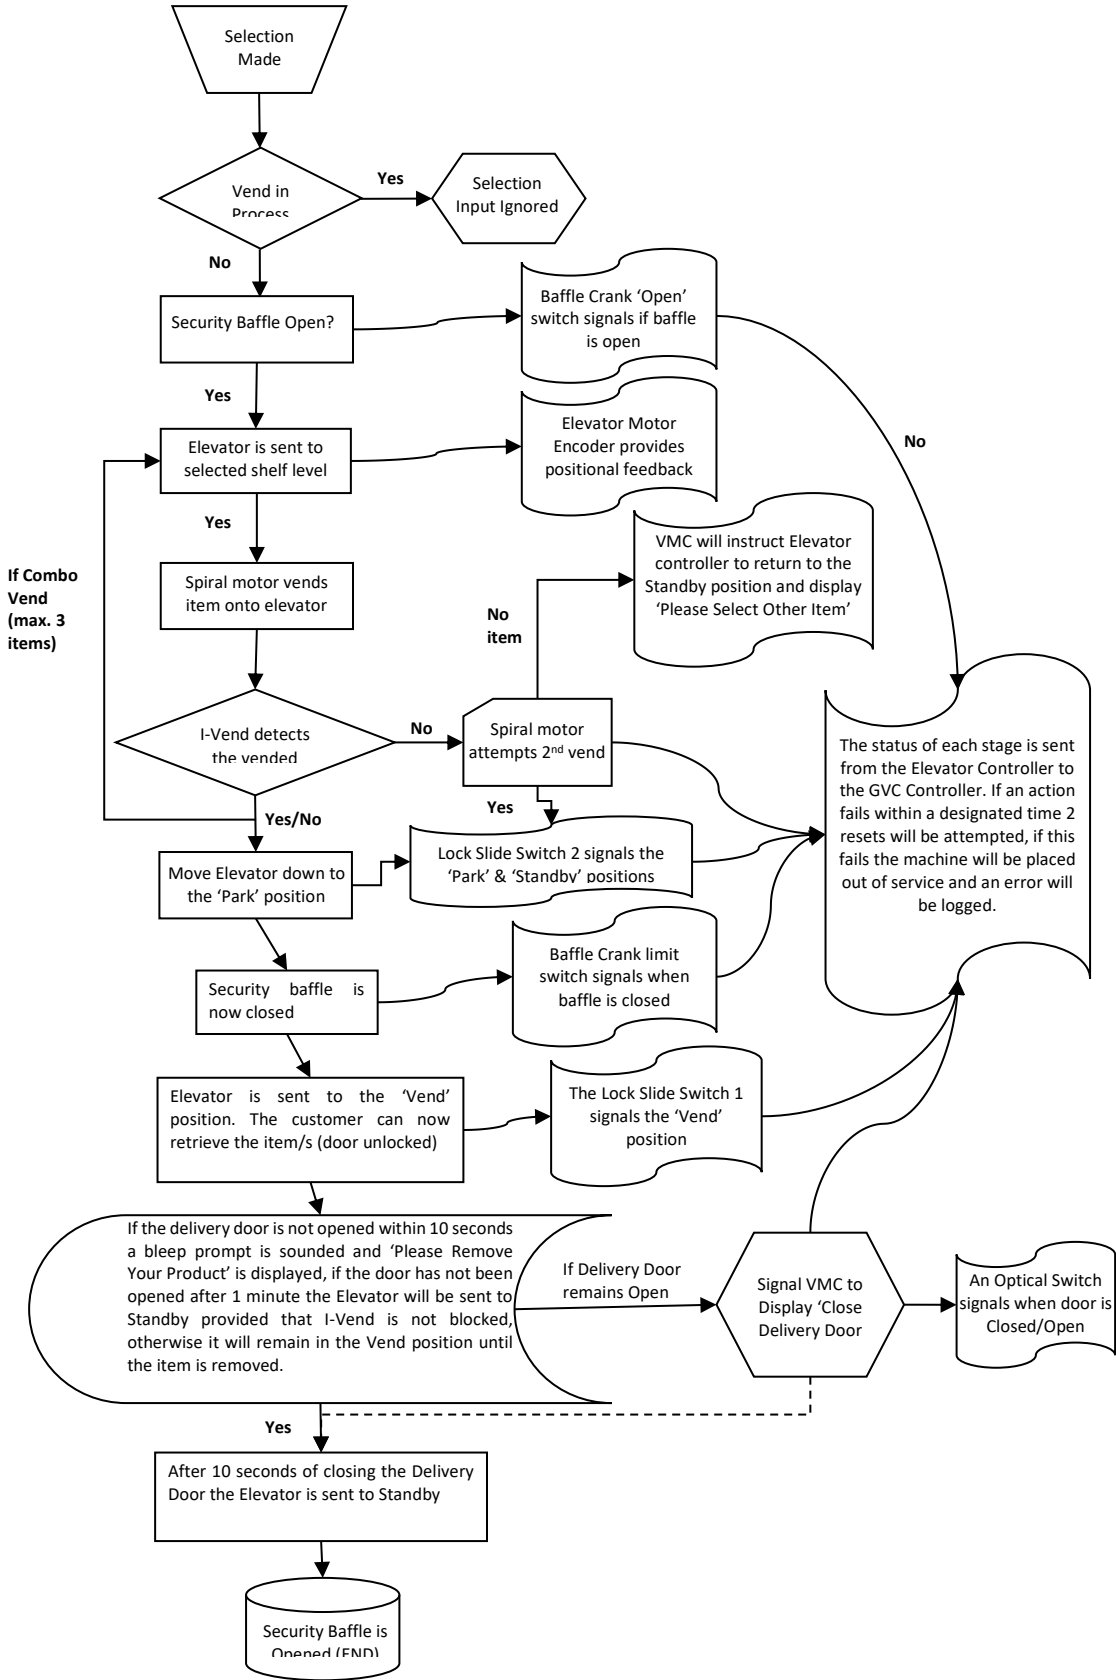 Selection
Made
Vend in
Process
Yes
Selection
Input Ignored
No
Security Baffle Open?
Baffle Crank ‘Open’
switch signals if baffle
is open
No
Yes
Elevator is sent to
selected shelf level
Elevator Motor
Encoder provides
positional feedback
Yes
If Combo
Vend
(max. 3
items)
Spiral motor vends
item onto elevator
No
item
VMC will instruct Elevator
controller to return to the
Standby position and display
‘Please Select Other Item’
I-Vend detects
the vended
No
Spiral motor
attempts 2nd vend
Yes
The status of each stage is sent
from the Elevator Controller to
the GVC Controller. If an action
fails within a designated time 2
resets will be attempted, if this
fails the machine will be placed
out of service and an error will
be logged.
Yes/No
Move Elevator down to
the ‘Park’ position
Lock Slide Switch 2 signals the
‘Park’ & ‘Standby’ positions
Security baffle is
now closed
Baffle Crank limit
switch signals when
baffle is closed
Elevator is sent to the ‘Vend’
position. The customer can now
retrieve the item/s (door unlocked)
The Lock Slide Switch 1
signals the ‘Vend’
position
If the delivery door is not opened within 10 seconds
a bleep prompt is sounded and ‘Please Remove
Your Product’ is displayed, if the door has not been
opened after 1 minute the Elevator will be sent to
Standby provided that I-Vend is not blocked,
otherwise it will remain in the Vend position until
the item is removed.
If Delivery Door
remains Open
Signal VMC to
Display ‘Close
Delivery Door
An Optical Switch
signals when door is
Closed/Open
Yes
After 10 seconds of closing the Delivery
Door the Elevator is sent to Standby
Security Baffle is
Opened (END)